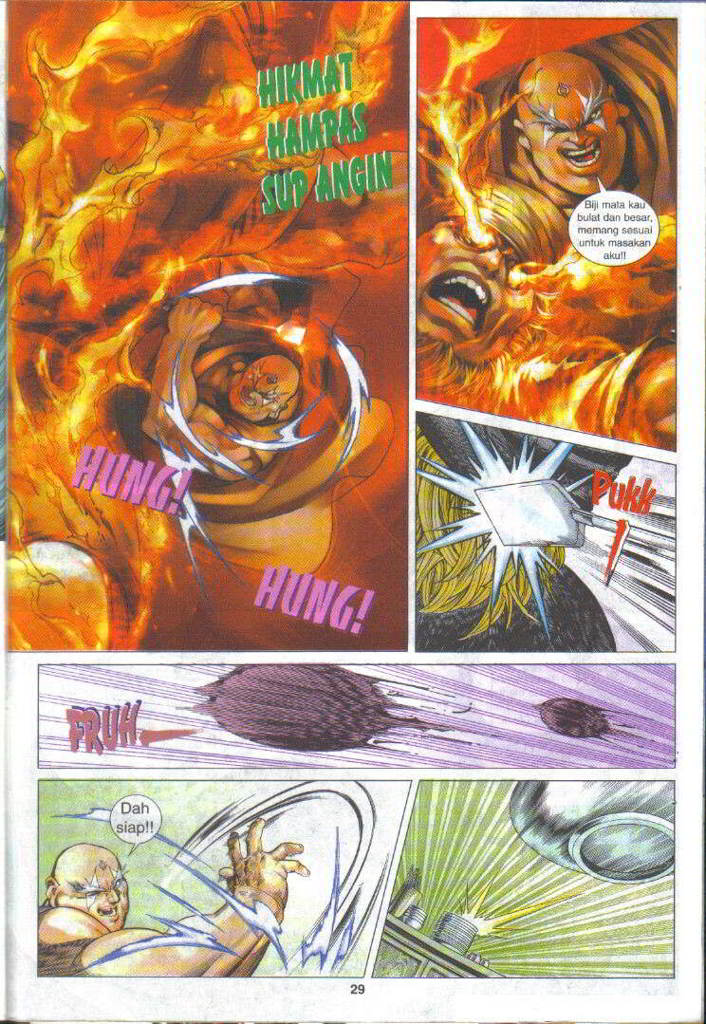 HIKMAT
HAMPAS
SUP ANGIN
HUNG!
HUNG!
Biji mata kau
bulat dan besar,
memang sesuai
untuk masakan
aku!!
PUKK
!
FRUH
Dah
siap!!
29